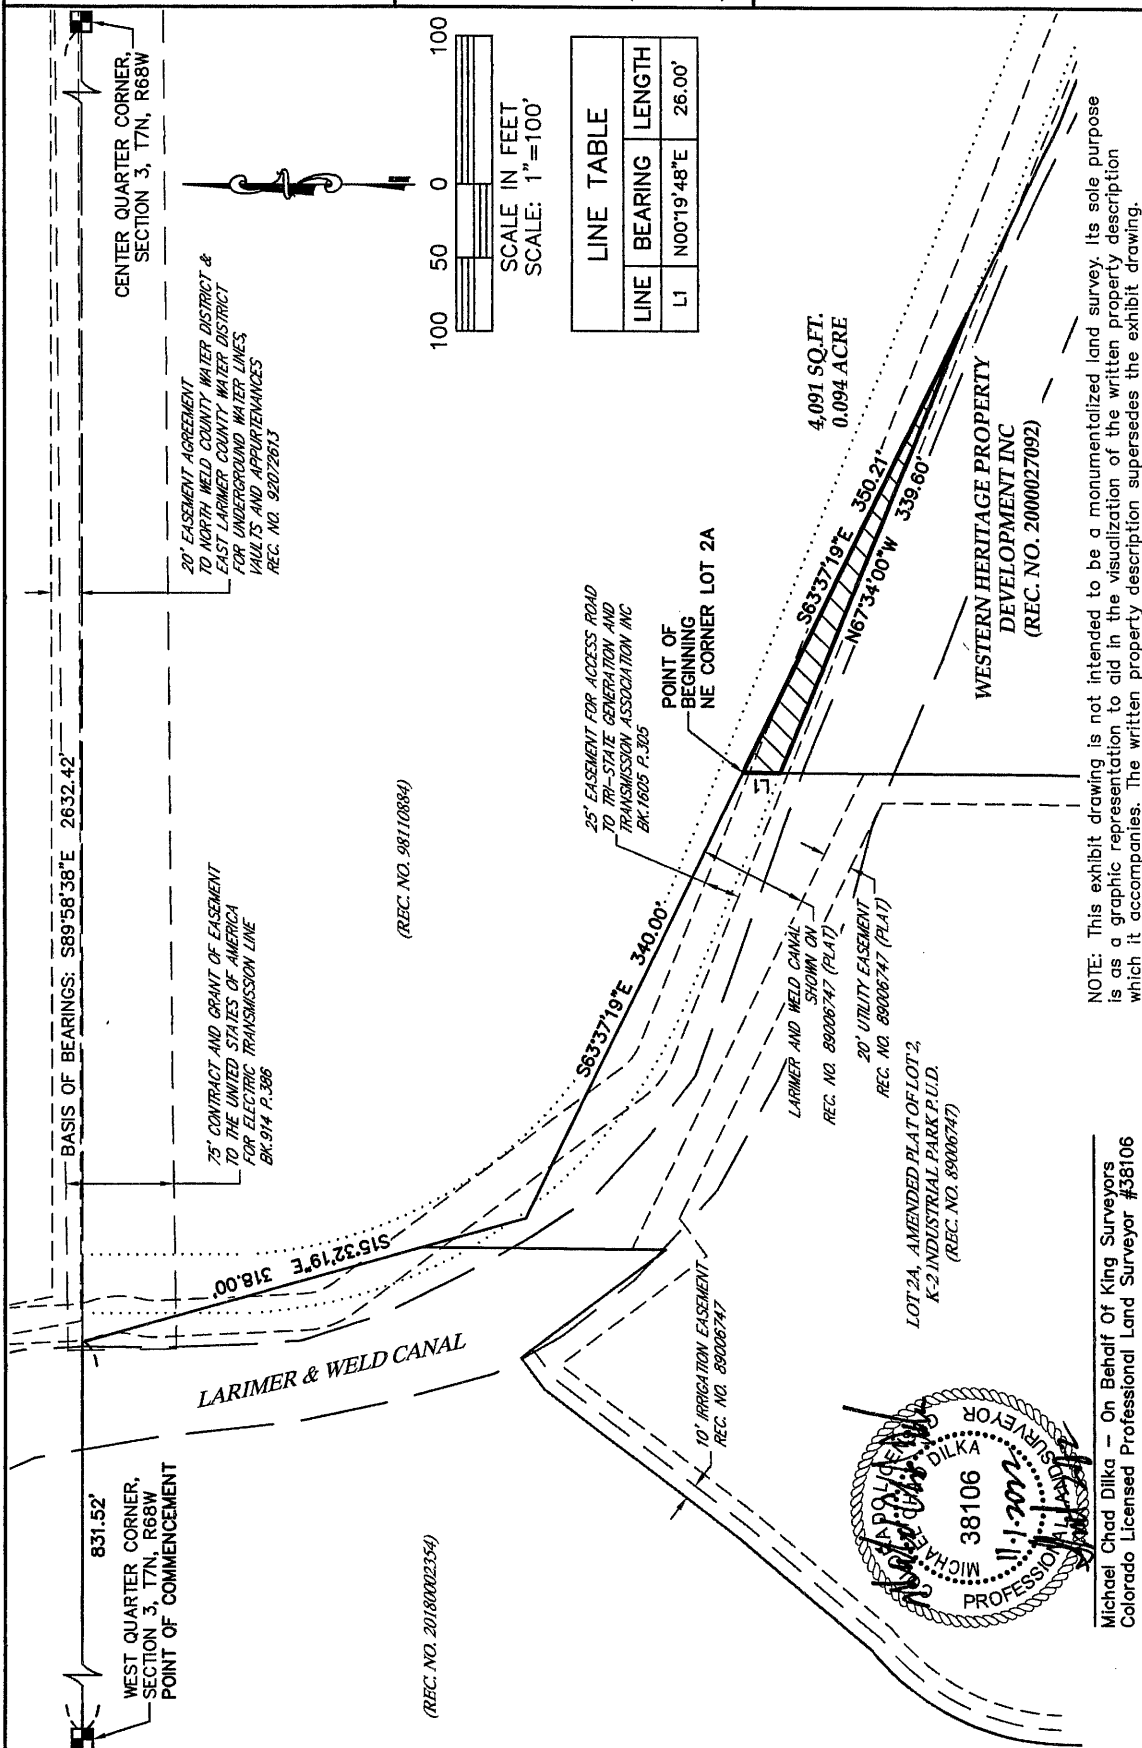 WEST QUARTER CORNER,
SECTION 3, T7N, R68W
POINT OF COMMENCEMENT
831.52'
BASIS OF BEARINGS: S89°58'38"E 2632.42'
CENTER QUARTER CORNER,
SECTION 3, T7N, R68W
75' CONTRACT AND GRANT OF EASEMENT
TO THE UNITED STATES OF AMERICA
FOR ELECTRIC TRANSMISSION LINE
BK.914 P.386
20' EASEMENT AGREEMENT
TO NORTH WELD COUNTY WATER DISTRICT &
EAST LARIMER COUNTY WATER DISTRICT
FOR UNDERGROUND WATER LINES,
VAULTS AND APPURTENANCES
REC. NO. 92072613
100 50 0 100
SCALE IN FEET
SCALE: 1"=100'
LINE TABLE
LINE BEARING LENGTH
L1 N00°19'48"E 26.00'
S15°32'19"E 318.00'
LARIMER & WELD CANAL
(REC. NO. 98110884)
(REC. NO. 20180002354)
S63°37'19"E 340.00'
25' EASEMENT FOR ACCESS ROAD
TO TRI-STATE GENERATION AND
TRANSMISSION ASSOCIATION INC
BK.1605 P.305
POINT OF
BEGINNING
NE CORNER LOT 2A
L1
S63°37'19"E 350.21'
N67°34'00"W 339.60'
4,091 SQ.FT.
0.094 ACRE
WESTERN HERITAGE PROPERTY
DEVELOPMENT INC
(REC. NO. 2000027092)
LARIMER AND WELD CANAL
SHOWN ON
REC. NO. 89006747 (PLAT)
20' UTILITY EASEMENT
REC. NO. 89006747 (PLAT)
10' IRRIGATION EASEMENT
REC. NO. 89006747
LOT 2A, AMENDED PLAT OF LOT 2,
K-2 INDUSTRIAL PARK P.U.D.
(REC. NO. 89006747)
COLORADO LICENSED
MICHAEL CHAD DILKA
38106
PROFESSIONAL LAND SURVEYOR
Michael Chad Dilka – On Behalf Of King Surveyors
Colorado Licensed Professional Land Surveyor #38106
NOTE: This exhibit drawing is not intended to be a monumentalized land survey. Its sole purpose
is as a graphic representation to aid in the visualization of the written property description
which it accompanies. The written property description supersedes the exhibit drawing.